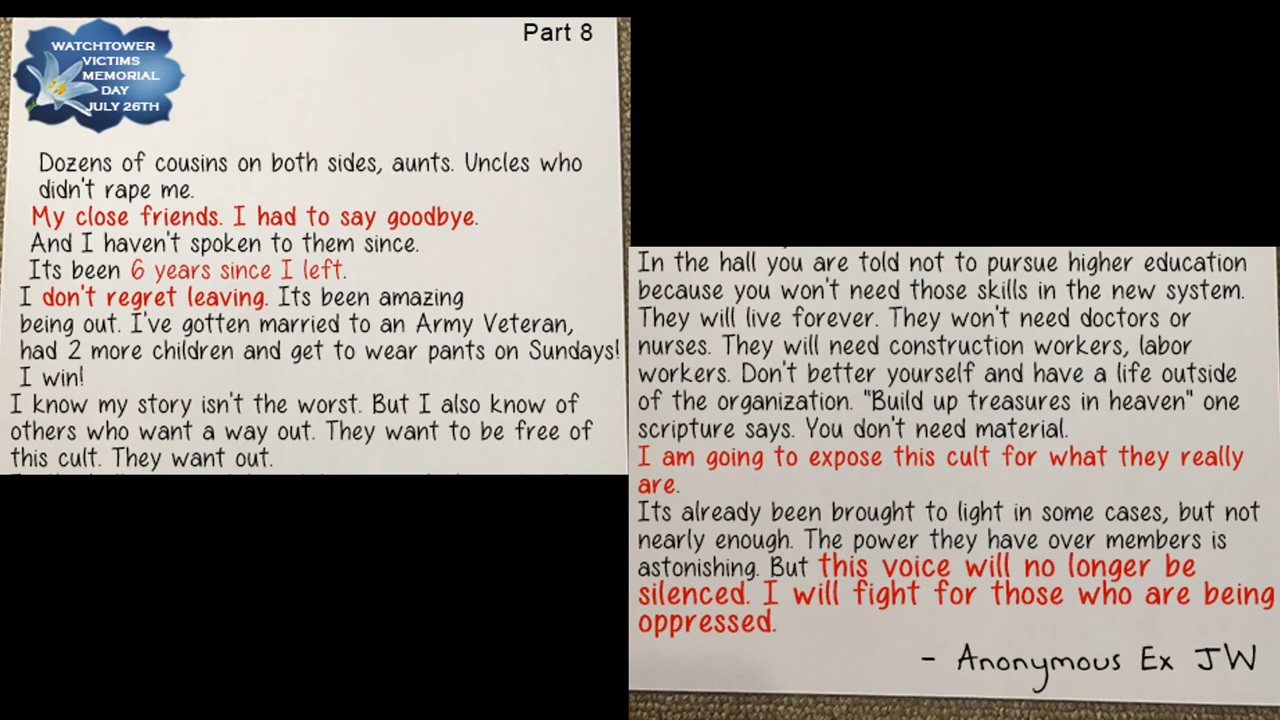 WATCHTOWER
VICTIMS
MEMORIAL
DAY
JULY 26TH
Part 8
Dozens of cousins on both sides, aunts. Uncles who
didn't rape me.
My close friends. I had to say goodbye.
And I haven't spoken to them since.
Its been 6 years since I left.
I don't regret leaving. Its been amazing
being out. I've gotten married to an Army Veteran,
had 2 more children and get to wear pants on Sundays!
I win!
I know my story isn't the worst. But I also know of
others who want a way out. They want to be free of
this cult. They want out.
In the hall you are told not to pursue higher education
because you won't need those skills in the new system.
They will live forever. They won't need doctors or
nurses. They will need construction workers, labor
workers. Don't better yourself and have a life outside
of the organization. "Build up treasures in heaven" one
scripture says. You don't need material.
I am going to expose this cult for what they really
are.
Its already been brought to light in some cases, but not
nearly enough. The power they have over members is
astonishing. But this voice will no longer be
silenced. I will fight for those who are being
oppressed.
- Anonymous Ex JW